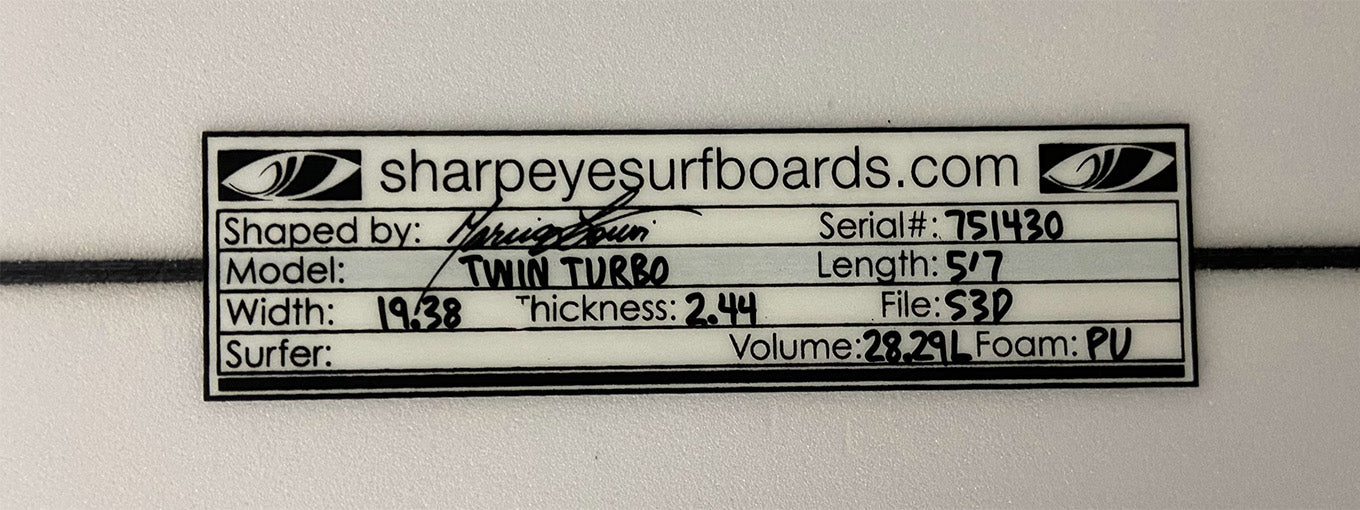 sharpeyesurfboards.com
Shaped by: Serial#: 751430
Model: TWIN TURBO Length: 5'7
Width: 19.38 Thickness: 2.44 File: S3D
Surfer: Volume: 28.29L Foam: PU